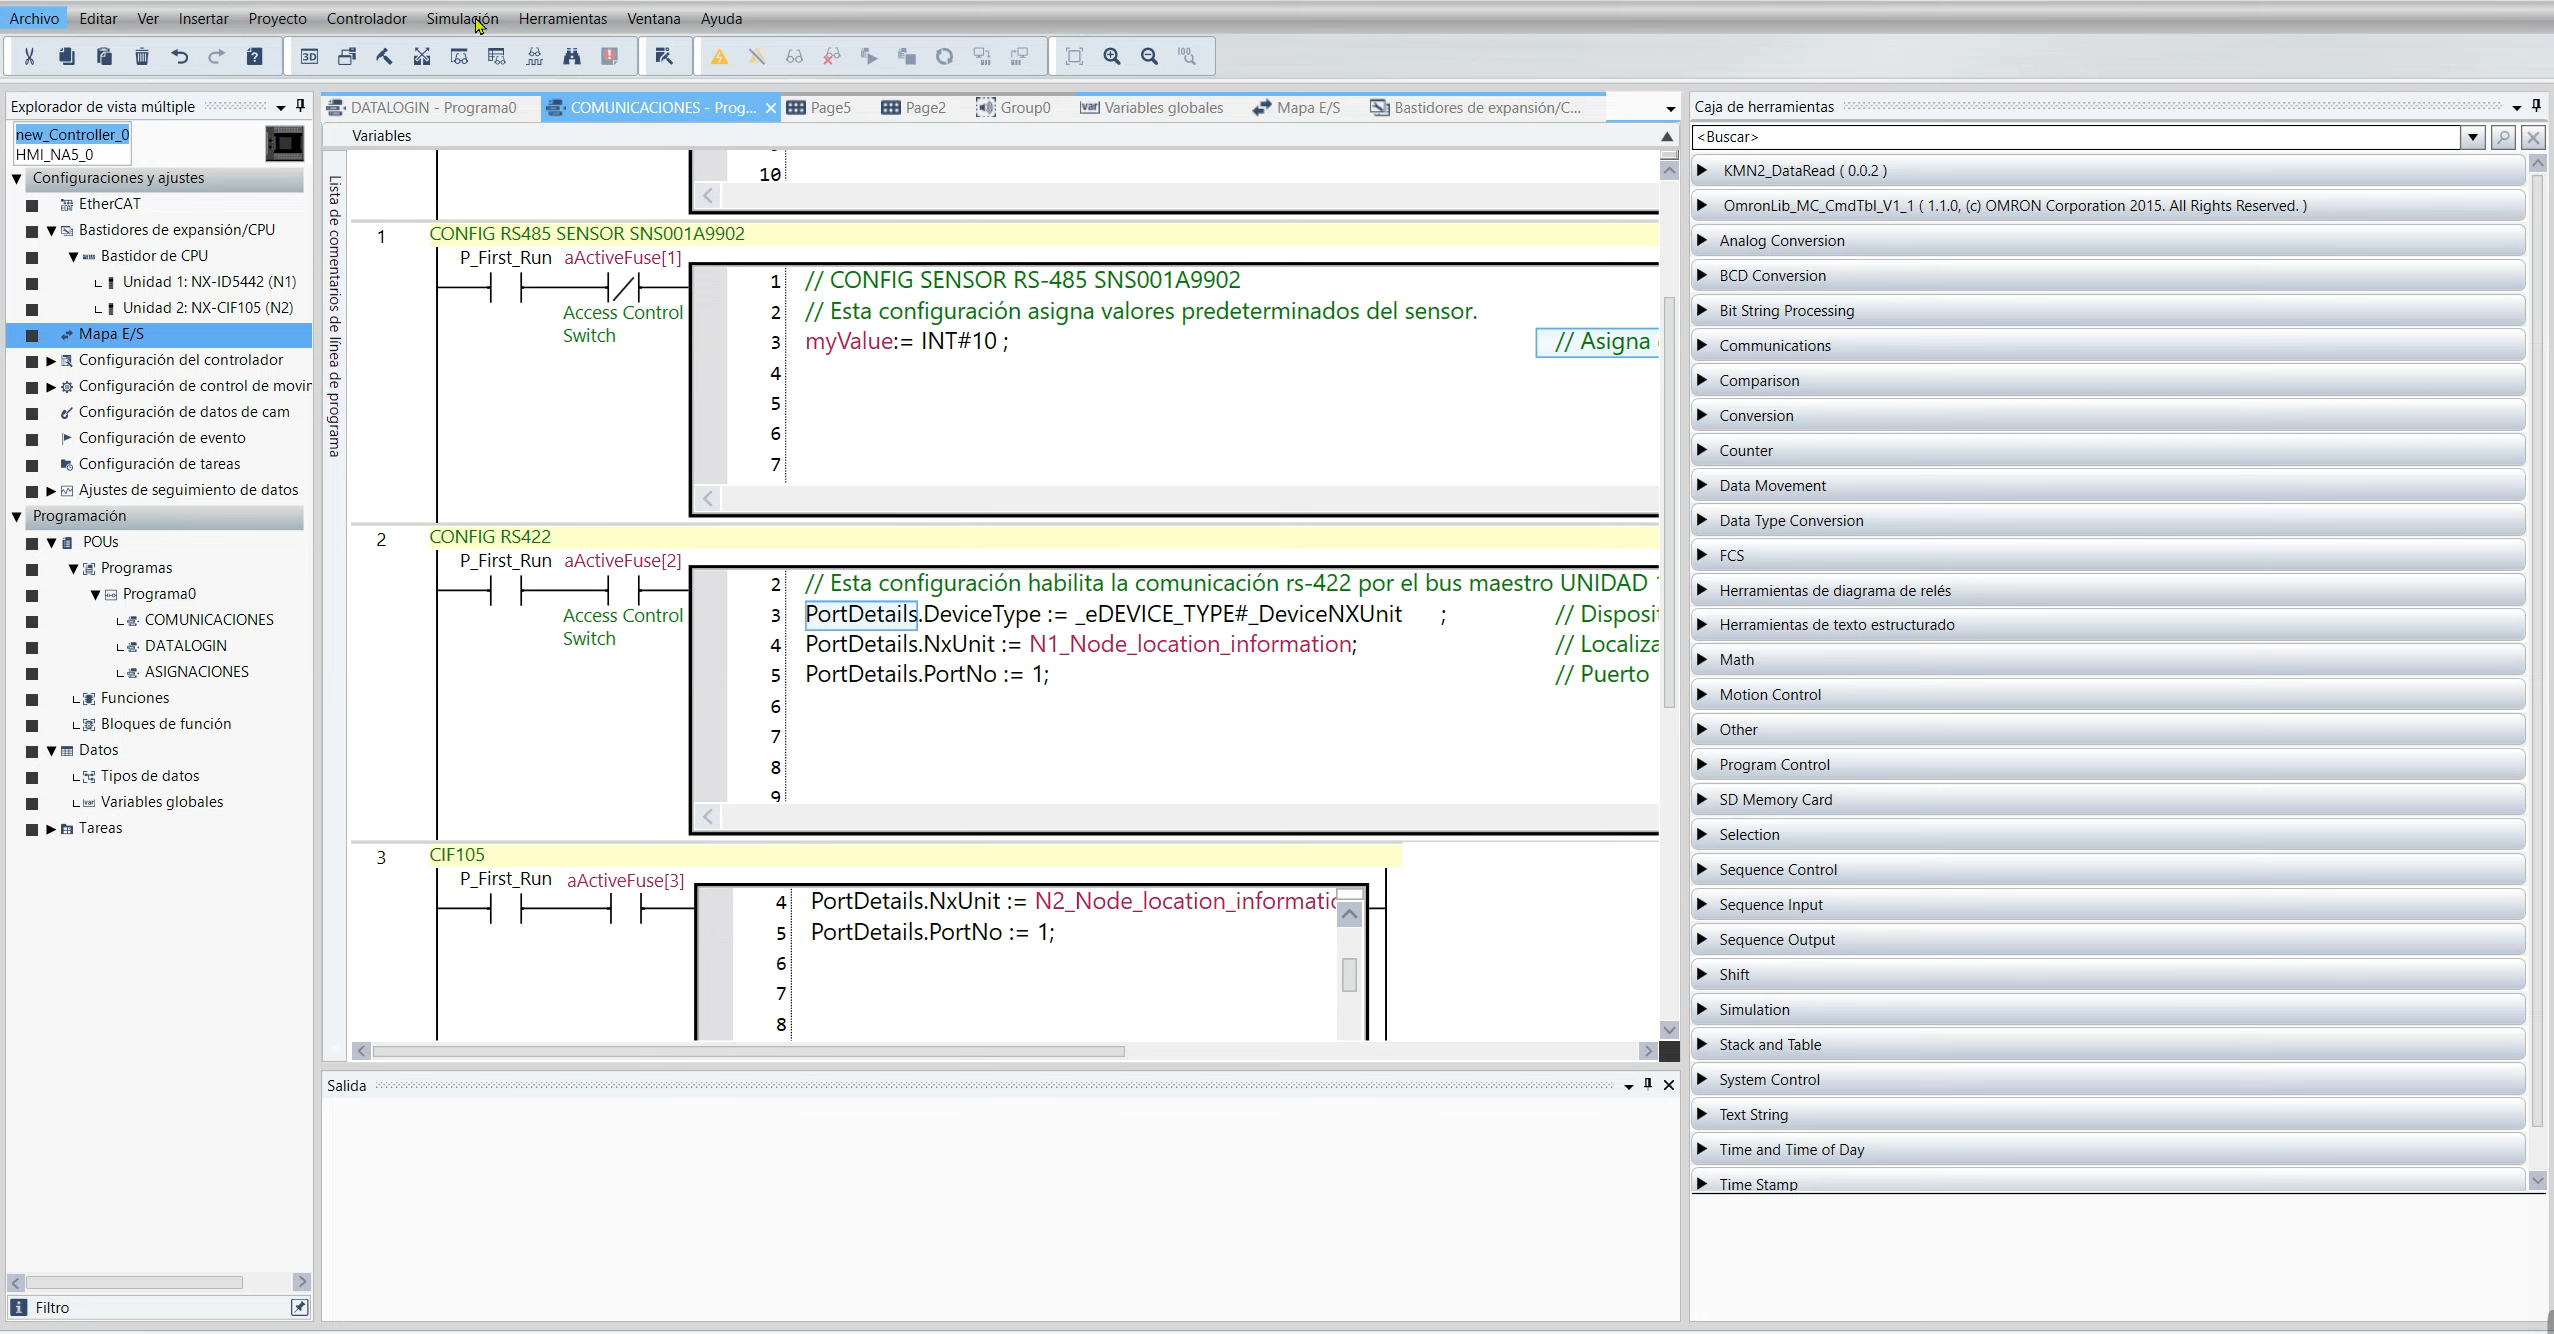 Archivo Editar Ver Insertar Proyecto Controlador Simulación Herramientas Ventana Ayuda
3D 100
Explorador de vista múltiple
new_Controller_0
HMI_NA5_0
Configuraciones y ajustes
EtherCAT
Bastidores de expansión/CPU
Bastidor de CPU
Unidad 1: NX-ID5442 (N1)
Unidad 2: NX-CIF105 (N2)
Mapa E/S
Configuración del controlador
Configuración de control de movin
Configuración de datos de cam
Configuración de evento
Configuración de tareas
Ajustes de seguimiento de datos
Programación
POUs
Programas
Programa0
COMUNICACIONES
DATALOGIN
ASIGNACIONES
Funciones
Bloques de función
Datos
Tipos de datos
Variables globales
Tareas
Filtro
DATALOGIN - Programa0 COMUNICACIONES - Prog... Page5 Page2 Group0 Variables globales Mapa E/S Bastidores de expansión/C...
Variables
Lista de comentarios de línea de programa
10
1 CONFIG RS485 SENSOR SNS001A9902
P_First_Run aActiveFuse[1]
Access Control
Switch
1 // CONFIG SENSOR RS-485 SNS001A9902
2 // Esta configuración asigna valores predeterminados del sensor.
3 myValue:= INT#10 ; // Asigna
4
5
6
7
2 CONFIG RS422
P_First_Run aActiveFuse[2]
Access Control
Switch
2 // Esta configuración habilita la comunicación rs-422 por el bus maestro UNIDAD
3 PortDetails.DeviceType := _eDEVICE_TYPE#_DeviceNXUnit ; // Disposit
4 PortDetails.NxUnit := N1_Node_location_information; // Localiza
5 PortDetails.PortNo := 1; // Puerto
6
7
8
9
3 CIF105
P_First_Run aActiveFuse[3]
4 PortDetails.NxUnit := N2_Node_location_informatic
5 PortDetails.PortNo := 1;
6
7
8
Salida
Caja de herramientas
<Buscar>
KMN2_DataRead ( 0.0.2 )
OmronLib_MC_CmdTbl_V1_1 ( 1.1.0, (c) OMRON Corporation 2015. All Rights Reserved. )
Analog Conversion
BCD Conversion
Bit String Processing
Communications
Comparison
Conversion
Counter
Data Movement
Data Type Conversion
FCS
Herramientas de diagrama de relés
Herramientas de texto estructurado
Math
Motion Control
Other
Program Control
SD Memory Card
Selection
Sequence Control
Sequence Input
Sequence Output
Shift
Simulation
Stack and Table
System Control
Text String
Time and Time of Day
Time Stamp